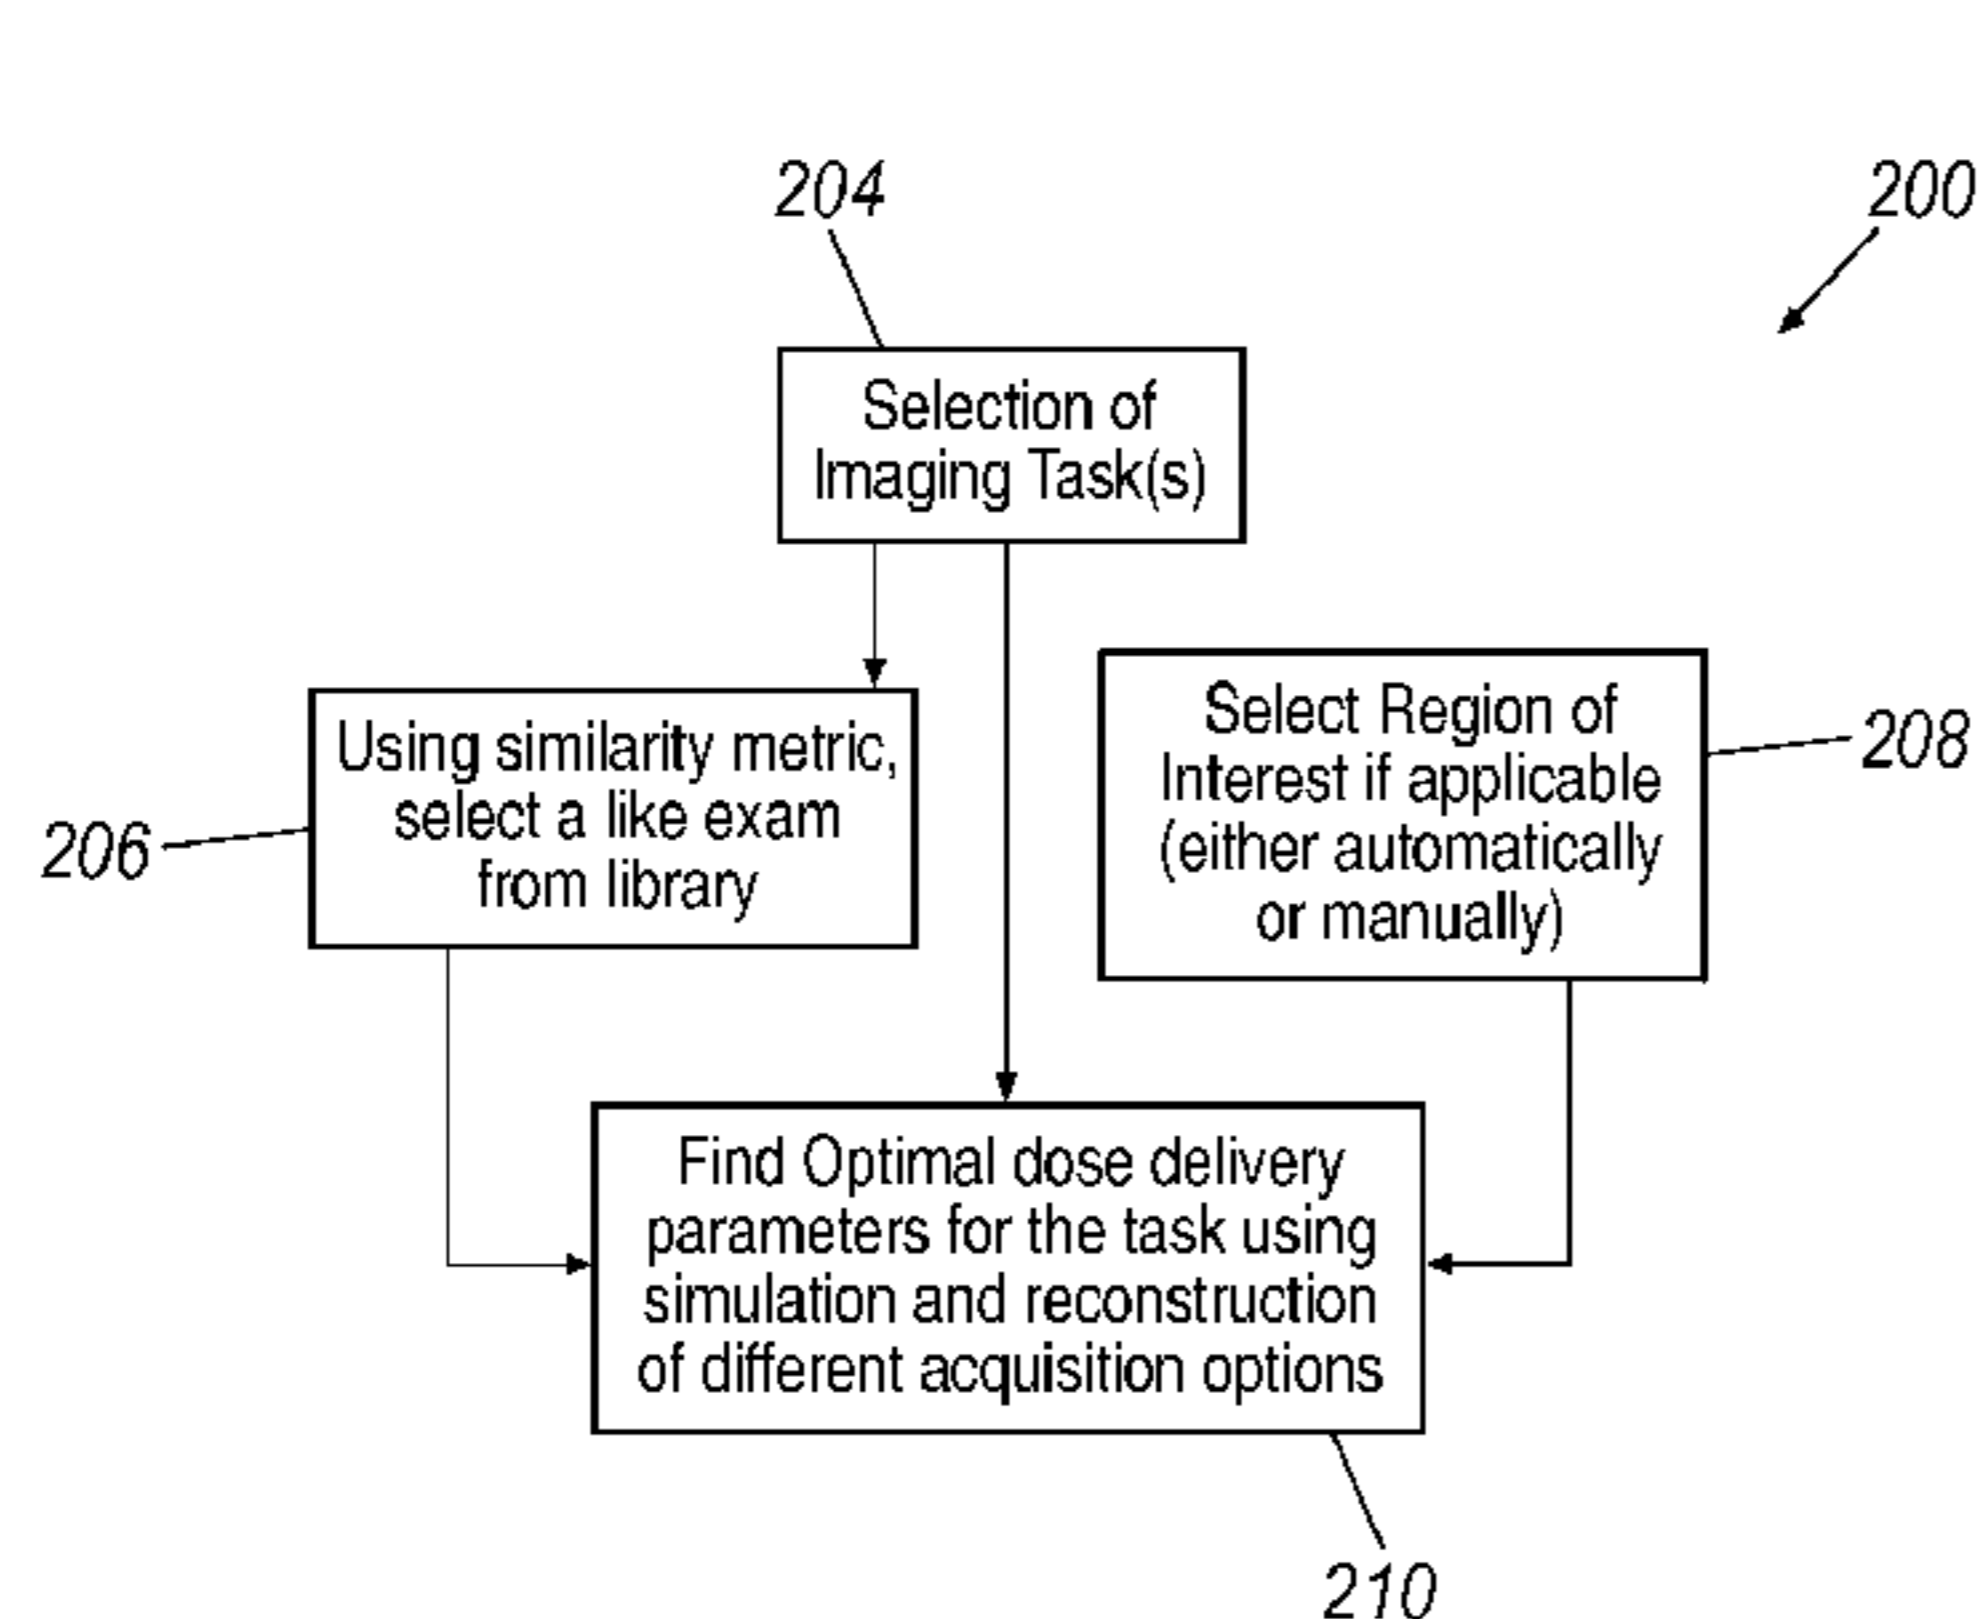 204
200
Selection of
Imaging Task(s)
Using similarity metric,
select a like exam
from library
206
Select Region of
Interest if applicable
(either automatically
or manually)
208
Find Optimal dose delivery
parameters for the task using
simulation and reconstruction
of different acquisition options
210